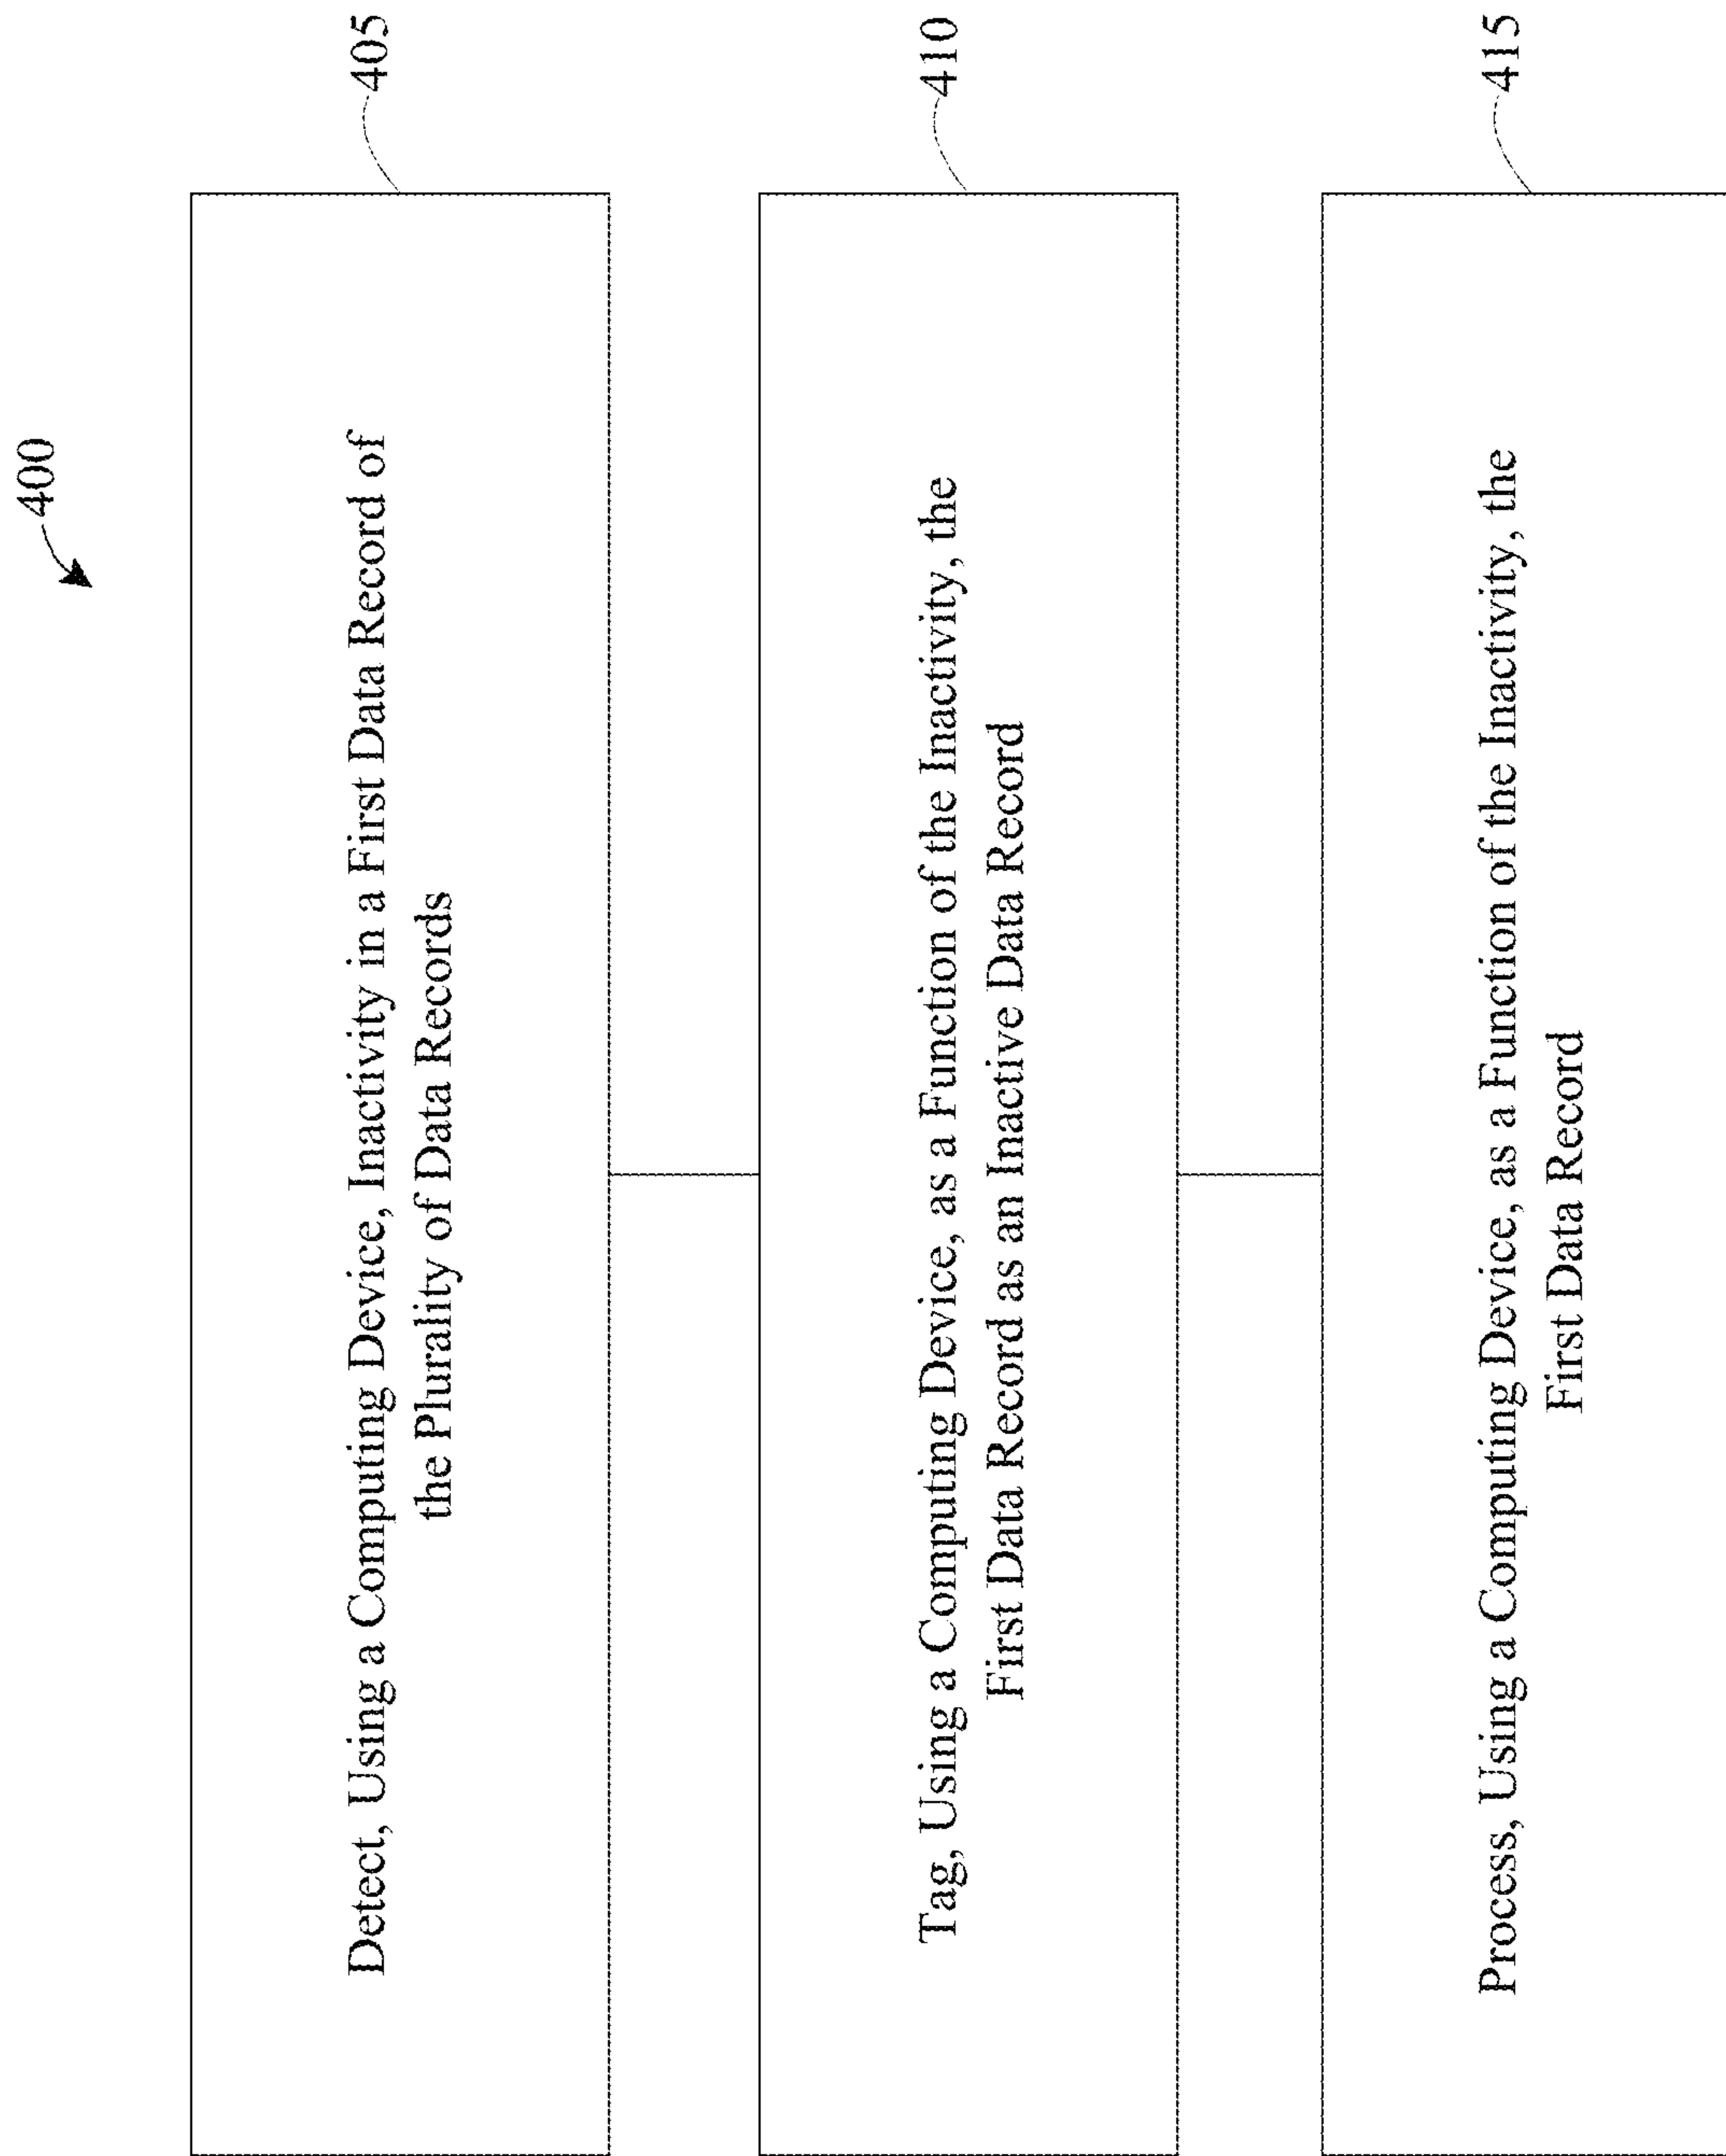 400
Detect, Using a Computing Device, Inactivity in a First Data Record of
the Plurality of Data Records
405
Tag, Using a Computing Device, as a Function of the Inactivity, the
First Data Record as an Inactive Data Record
410
Process, Using a Computing Device, as a Function of the Inactivity, the
First Data Record
415